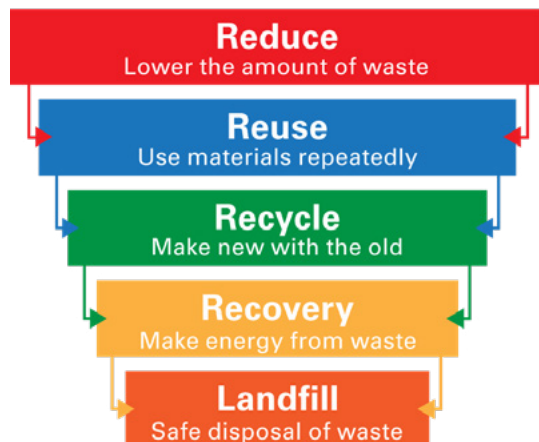 Reduce
Lower the amount of waste
Reuse
Use materials repeatedly
Recycle
Make new with the old
Recovery
Make energy from waste
Landfill
Safe disposal of waste